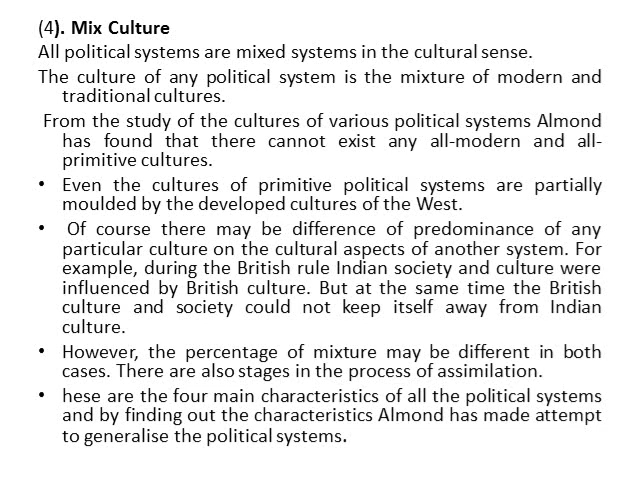 (4). Mix Culture
All political systems are mixed systems in the cultural sense.
The culture of any political system is the mixture of modern and
traditional cultures.
From the study of the cultures of various political systems Almond
has found that there cannot exist any all-modern and all-
primitive cultures.
• Even the cultures of primitive political systems are partially
moulded by the developed cultures of the West.
• Of course there may be difference of predominance of any
particular culture on the cultural aspects of another system. For
example, during the British rule Indian society and culture were
influenced by British culture. But at the same time the British
culture and society could not keep itself away from Indian
culture.
• However, the percentage of mixture may be different in both
cases. There are also stages in the process of assimilation.
• hese are the four main characteristics of all the political systems
and by finding out the characteristics Almond has made attempt
to generalise the political systems.